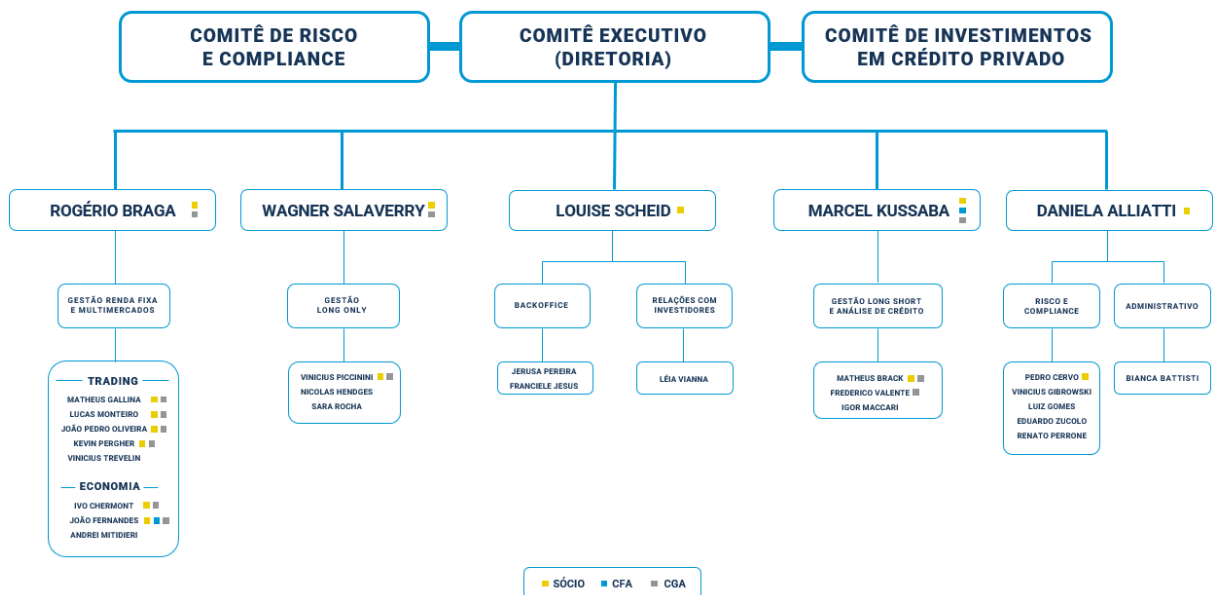 COMITÊ DE RISCO
E COMPLIANCE
COMITÊ EXECUTIVO
(DIRETORIA)
COMITÊ DE INVESTIMENTOS
EM CRÉDITO PRIVADO
ROGÉRIO BRAGA
WAGNER SALAVERRY
LOUISE SCHEID
MARCEL KUSSABA
DANIELA ALLIATTI
GESTÃO RENDA FIXA
E MULTIMERCADOS
GESTÃO
LONG ONLY
BACKOFFICE
RELAÇÕES COM
INVESTIDORES
GESTÃO LONG SHORT
E ANÁLISE DE CRÉDITO
RISCO E
COMPLIANCE
ADMINISTRATIVO
TRADING
MATHEUS GALLINA
LUCAS MONTEIRO
JOÃO PEDRO OLIVEIRA
KEVIN PERGHER
VINICIUS TREVELIN
ECONOMIA
IVO CHERMONT
JOÃO FERNANDES
ANDREI MITIDIERI
VINICIUS PICCININI
NICOLAS HENDGES
SARA ROCHA
JERUSA PEREIRA
FRANCIELE JESUS
LÉIA VIANNA
MATHEUS BRACK
FREDERICO VALENTE
IGOR MACCARI
PEDRO CERVO
VINICIUS GIBROWSKI
LUIZ GOMES
EDUARDO ZUCOLO
RENATO PERRONE
BIANCA BATTISTI
SÓCIO CFA CGA